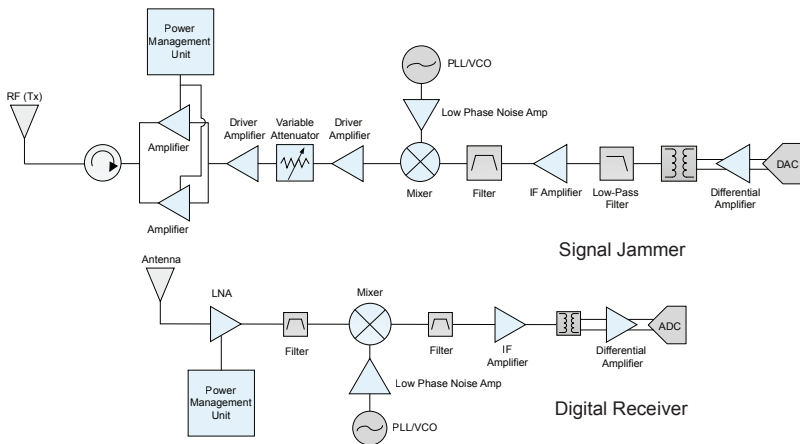 Power
Management
Unit
PLL/VCO
RF (Tx)
Low Phase Noise Amp
Driver
Amplifier
Variable
Attenuator
Driver
Amplifier
Amplifier
DAC
Mixer
Filter
IF Amplifier
Low-Pass
Filter
Differential
Amplifier
Amplifier
Signal Jammer
Antenna
LNA
Mixer
ADC
Filter
Filter
IF
Amplifier
Differential
Amplifier
Power
Management
Unit
Low Phase Noise Amp
PLL/VCO
Digital Receiver